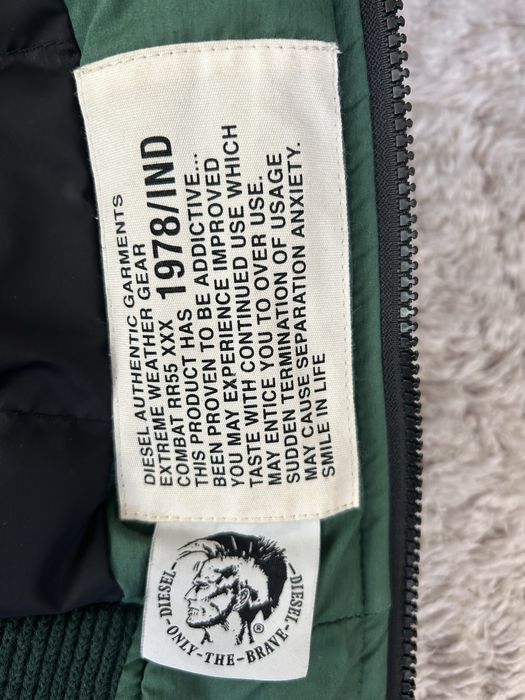 DIESEL AUTHENTIC GARMENTS
EXTREME WEATHER GEAR
COMBAT RR55 XXX 1978/IND
THIS PRODUCT HAS
BEEN PROVEN TO BE ADDICTIVE...
YOU MAY EXPERIENCE IMPROVED
TASTE WITH CONTINUED USE WHICH
MAY ENTICE YOU TO OVER USE.
SUDDEN TERMINATION OF USAGE
MAY CAUSE SEPARATION ANXIETY.
SMILE IN LIFE
DIESEL-ONLY-THE-BRAVE-DIESEL
®